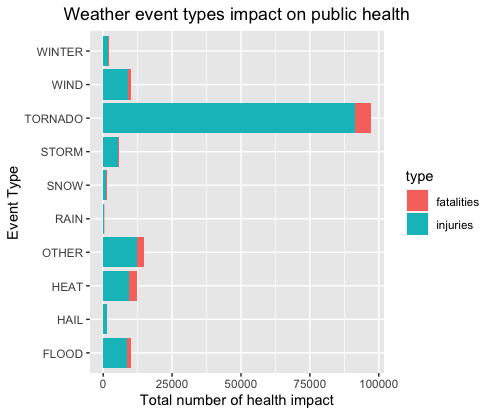 Weather event types impact on public health
Event Type
WINTER
WIND
TORNADO
STORM
SNOW
RAIN
OTHER
HEAT
HAIL
FLOOD
0 25000 50000 75000 100000
Total number of health impact
type
fatalities
injuries